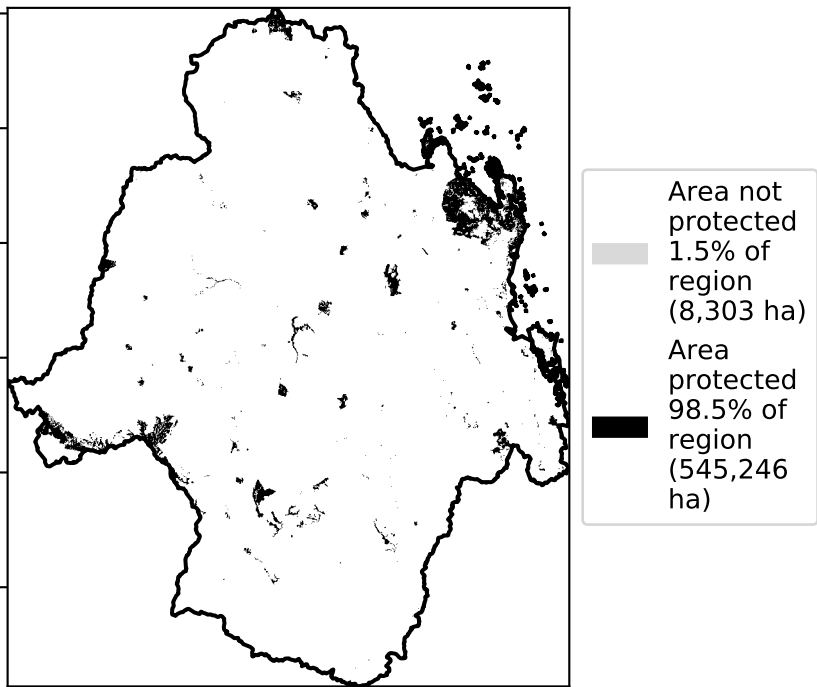 Area not
protected
1.5% of
region
(8,303 ha)
Area
protected
98.5% of
region
(545,246
ha)